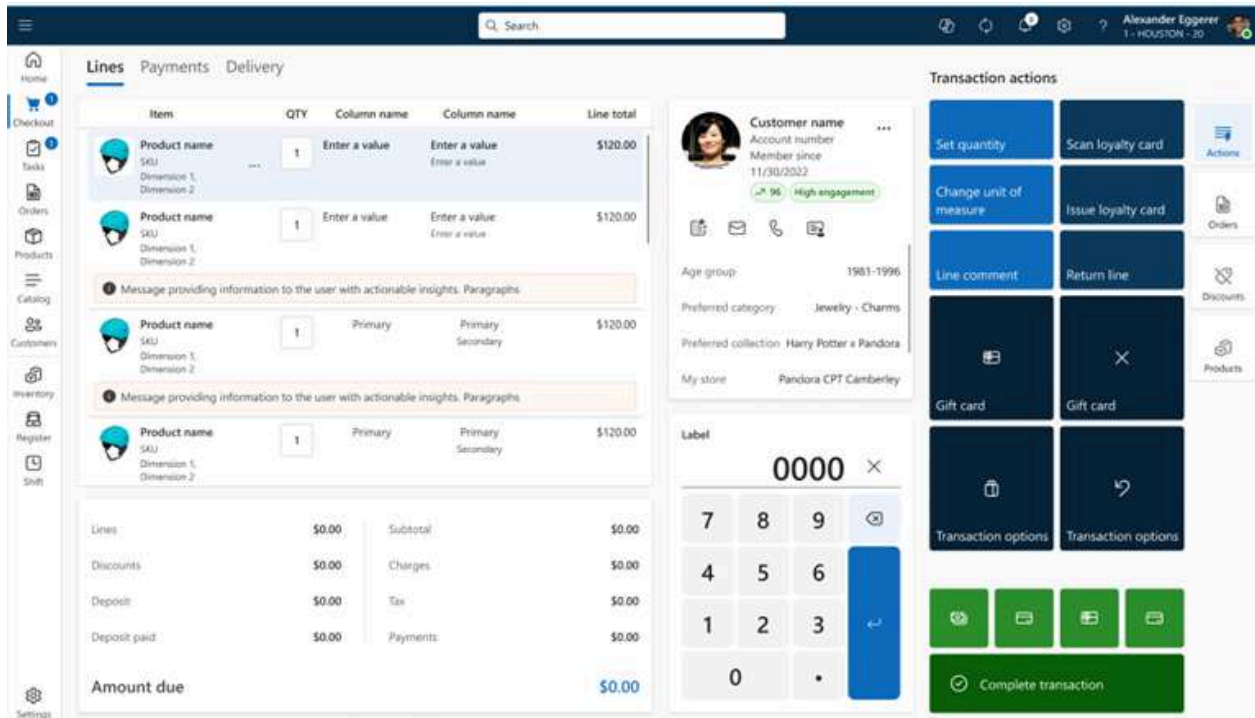 Search
Alexander Eggerer
1 - HOUSTON - 20
Home
Checkout
1
Tasks
1
Orders
Products
Catalog
Customers
Inventory
Register
Shift
Settings
Lines Payments Delivery
Item QTY Column name Column name Line total
Product name 1 Enter a value Enter a value $120.00
SKU ... Enter a value
Dimension 1,
Dimension 2
Product name 1 Enter a value Enter a value $120.00
SKU Enter a value
Dimension 1,
Dimension 2
Message providing information to the user with actionable insights. Paragraphs
Product name 1 Primary Primary $120.00
SKU Secondary
Dimension 1,
Dimension 2
Message providing information to the user with actionable insights. Paragraphs
Product name 1 Primary Primary $120.00
SKU Secondary
Dimension 1,
Dimension 2
Lines $0.00 Subtotal $0.00
Discounts $0.00 Charges $0.00
Deposit $0.00 Tax $0.00
Deposit paid $0.00 Payments $0.00
Amount due $0.00
Customer name ...
Account number
Member since
11/30/2022
96 High engagement
Age group 1981-1996
Preferred category Jewelry - Charms
Preferred collection Harry Potter x Pandora
My store Pandora CPT Camberley
Label
0000
7 8 9
4 5 6
1 2 3
0 .
Transaction actions
Set quantity Scan loyalty card
Change unit of
measure Issue loyalty card
Line comment Return line
Gift card Gift card
Transaction options Transaction options
Complete transaction
Actions
Orders
Discounts
Products